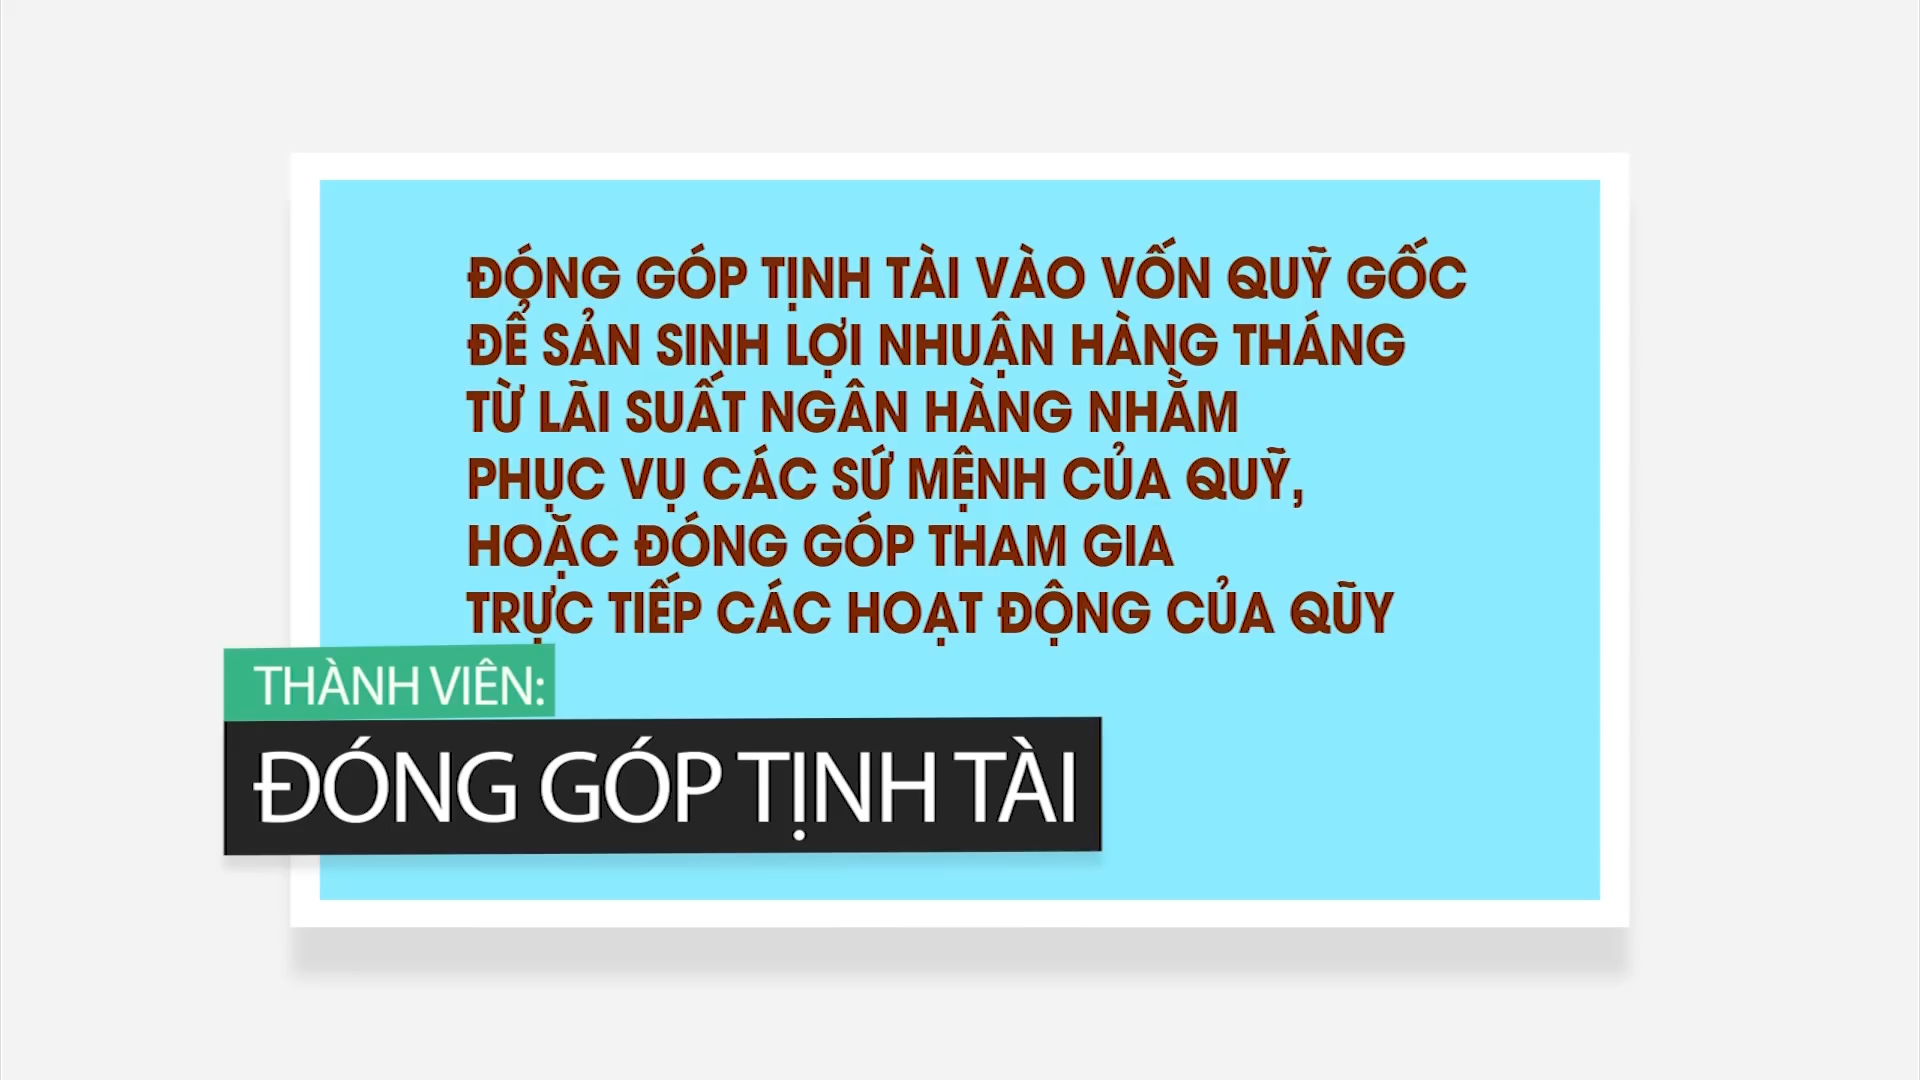 ĐÓNG GÓP TỊNH TÀI VÀO VỐN QUỸ GỐC
ĐỂ SẢN SINH LỢI NHUẬN HÀNG THÁNG
TỪ LÃI SUẤT NGÂN HÀNG NHẰM
PHỤC VỤ CÁC SỨ MỆNH CỦA QUỸ,
HOẶC ĐÓNG GÓP THAM GIA
TRỰC TIẾP CÁC HOẠT ĐỘNG CỦA QŨY
THÀNH VIÊN:
ĐÓNG GÓP TỊNH TÀI